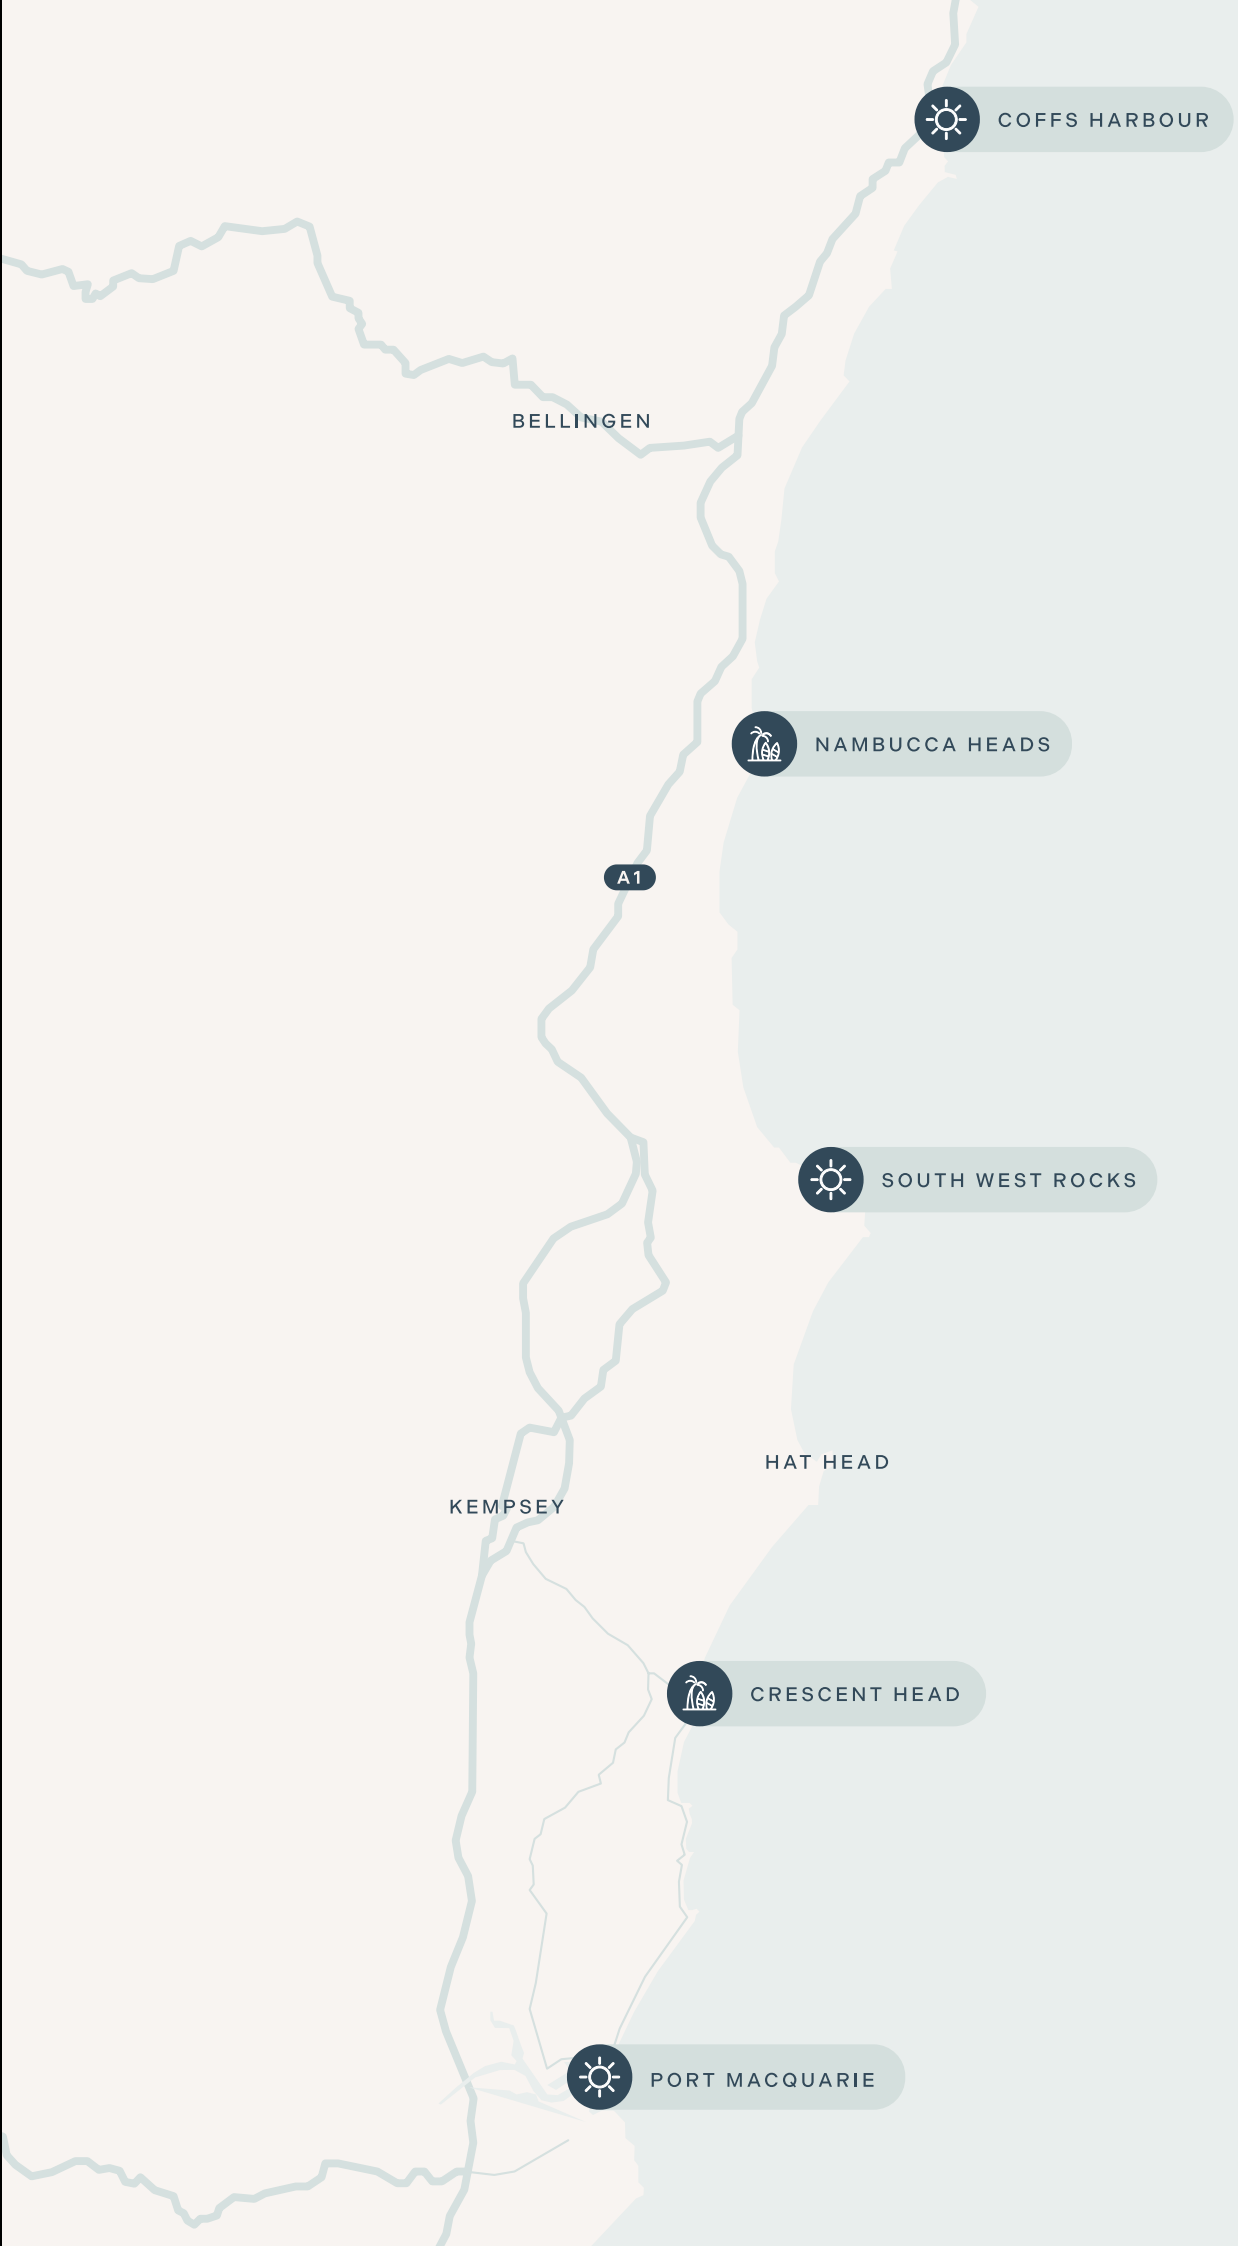 COFFS HARBOUR
BELLINGEN
NAMBUCCA HEADS
A1
SOUTH WEST ROCKS
HAT HEAD
KEMPSEY
CRESCENT HEAD
PORT MACQUARIE